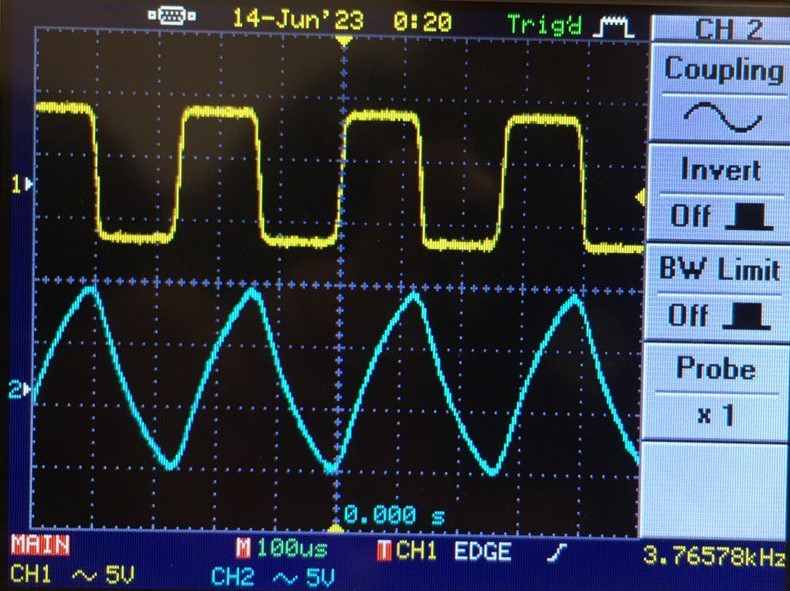 14-Jun'23 0:20 Trig'd CH 2
Coupling
Invert
Off
BW Limit
Off
Probe
x 1
1
2
0.000 s
MAIN M 100us T CH1 EDGE 3.76578kHz
CH1 ~ 5V CH2 ~ 5V